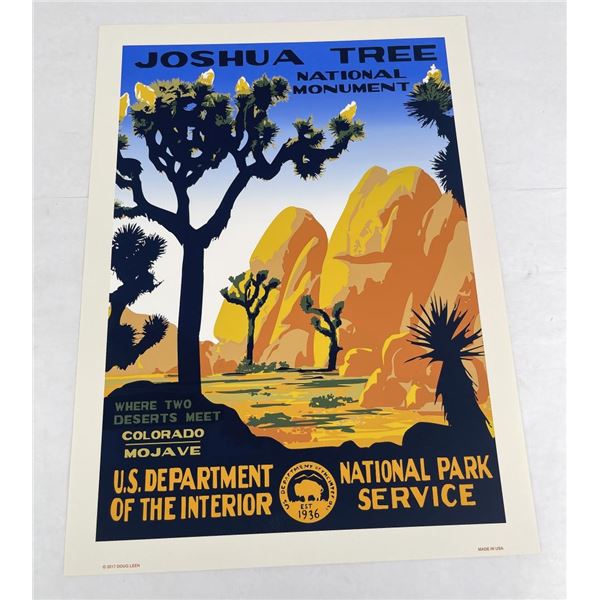 JOSHUA TREE
NATIONAL
MONUMENT
WHERE TWO
DESERTS MEET
COLORADO
MOJAVE
U.S. DEPARTMENT
OF THE INTERIOR
EST
1936
NATIONAL PARK
SERVICE
© 2017 DOUG LEEN
MADE IN USA